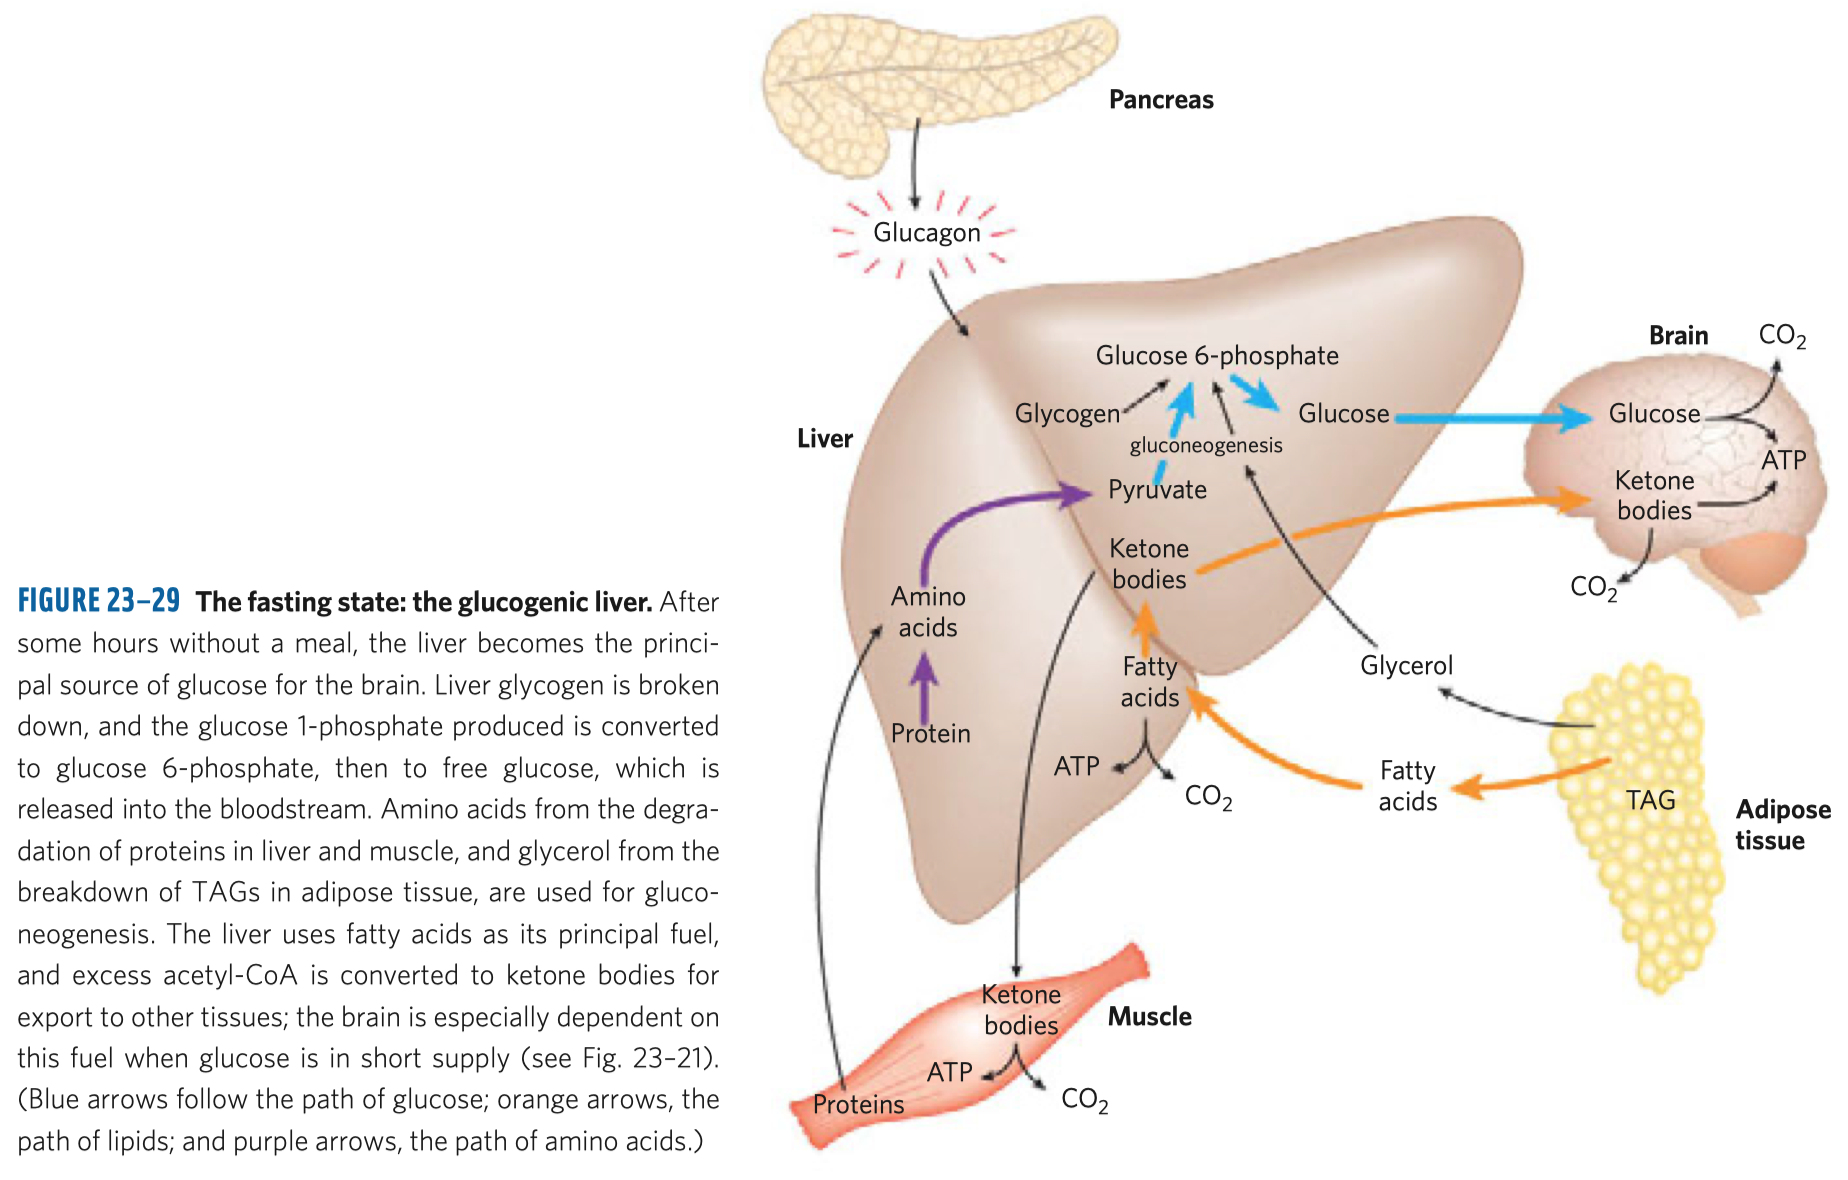 Pancreas
Glucagon
Glucose 6-phosphate
Brain
CO₂
Glycogen
Glucose
Glucose
Liver
gluconeogenesis
ATP
Pyruvate
Ketone
bodies
Ketone
bodies
CO₂
Amino
acids
Fatty
acids
Glycerol
Protein
ATP
CO₂
Fatty
acids
TAG
Adipose
tissue
Ketone
bodies
Muscle
ATP
CO₂
Proteins
FIGURE 23–29 The fasting state: the glucogenic liver. After
some hours without a meal, the liver becomes the princi-
pal source of glucose for the brain. Liver glycogen is broken
down, and the glucose 1-phosphate produced is converted
to glucose 6-phosphate, then to free glucose, which is
released into the bloodstream. Amino acids from the degra-
dation of proteins in liver and muscle, and glycerol from the
breakdown of TAGs in adipose tissue, are used for gluco-
neogenesis. The liver uses fatty acids as its principal fuel,
and excess acetyl-CoA is converted to ketone bodies for
export to other tissues; the brain is especially dependent on
this fuel when glucose is in short supply (see Fig. 23–21).
(Blue arrows follow the path of glucose; orange arrows, the
path of lipids; and purple arrows, the path of amino acids.)